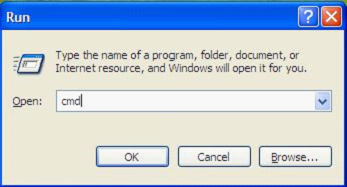 Run
Type the name of a program, folder, document, or
Internet resource, and Windows will open it for you.
Open:
cmd
OK
Cancel
Browse...